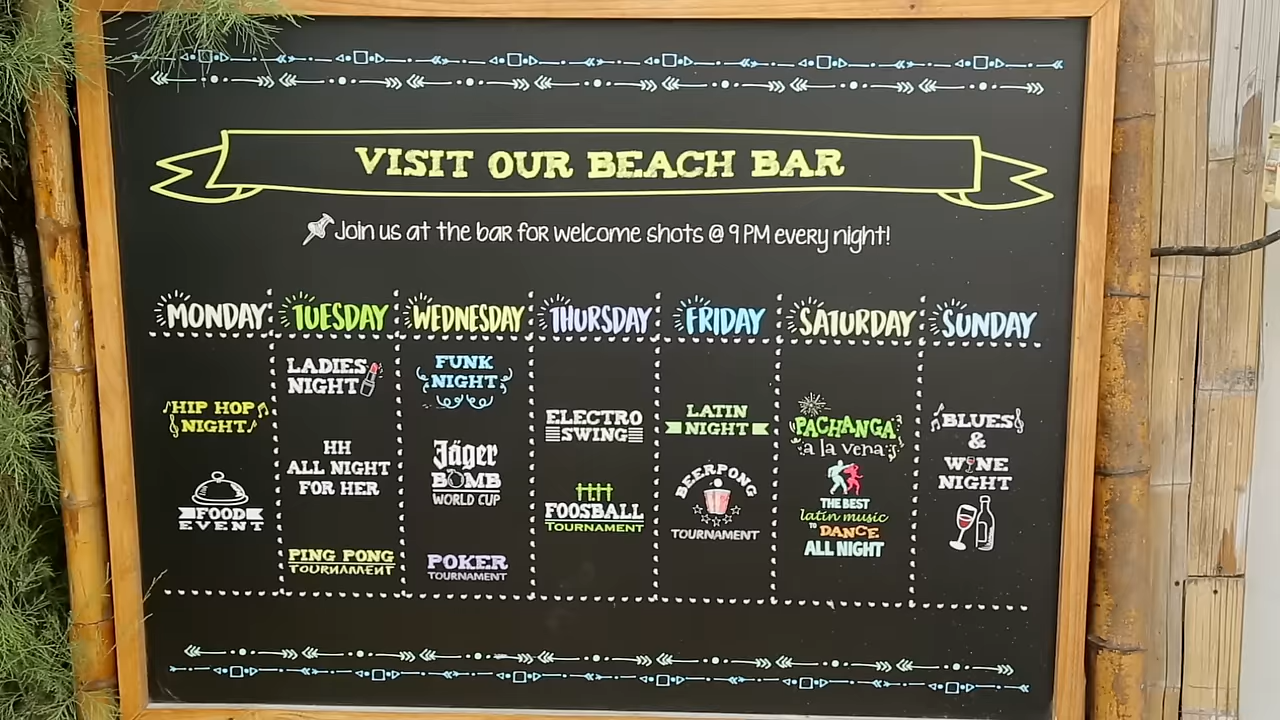 VISIT OUR BEACH BAR
Join us at the bar for welcome shots @ 9 PM every night!
MONDAY
HIP HOP
NIGHT
FOOD
EVENT
TUESDAY
LADIES
NIGHT
HH
ALL NIGHT
FOR HER
PING PONG
TOURNAMENT
WEDNESDAY
FUNK
NIGHT
Jäger
BOMB
WORLD CUP
POKER
TOURNAMENT
THURSDAY
ELECTRO
SWING
FOOSBALL
TOURNAMENT
FRIDAY
LATIN
NIGHT
BEERPONG
TOURNAMENT
SATURDAY
PACHANGA
a la vena
THE BEST
latin music
TO DANCE
ALL NIGHT
SUNDAY
BLUES
&
WINE
NIGHT